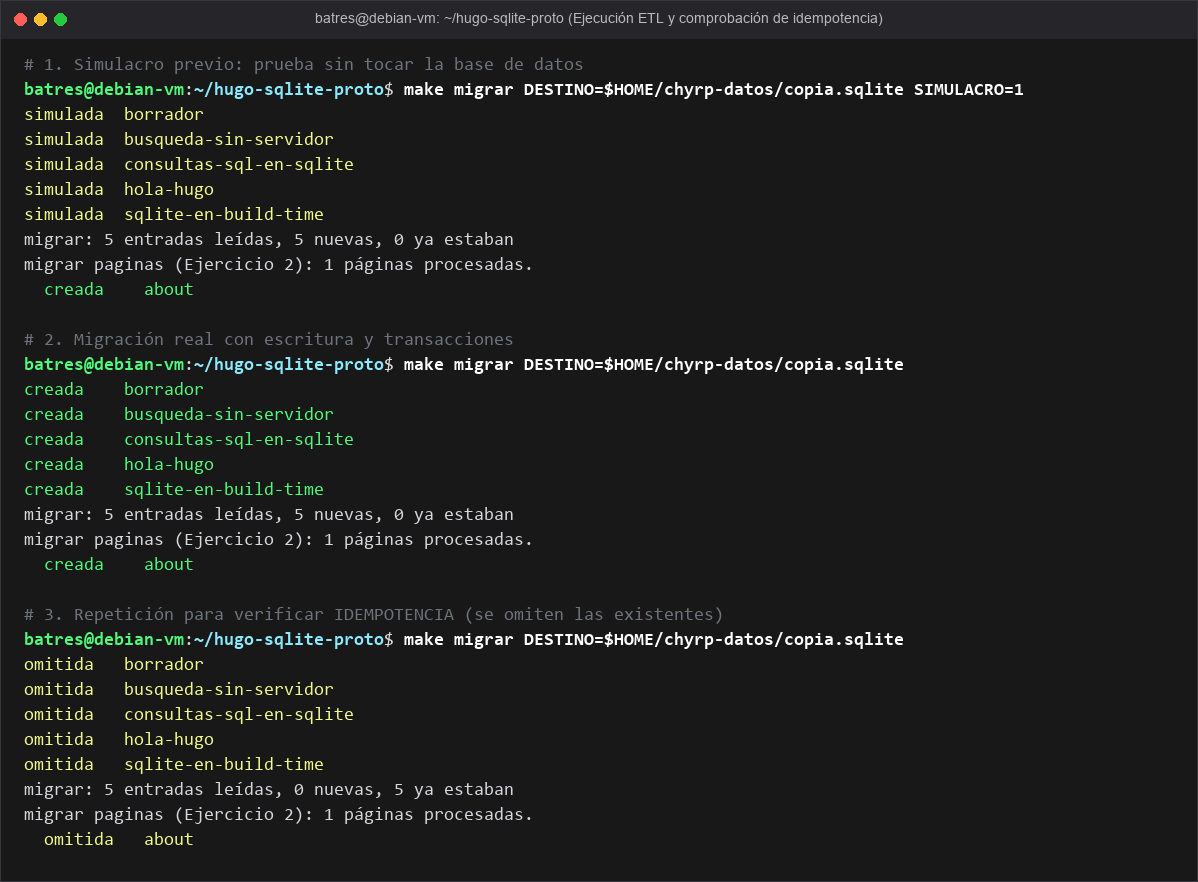 batres@debian-vm: ~/hugo-sqlite-proto (Ejecución ETL y comprobación de idempotencia)
# 1. Simulacro previo: prueba sin tocar la base de datos
batres@debian-vm:~/hugo-sqlite-proto$ make migrar DESTINO=$HOME/chyrp-datos/copia.sqlite SIMULACRO=1
simulada  borrador
simulada  busqueda-sin-servidor
simulada  consultas-sql-en-sqlite
simulada  hola-hugo
simulada  sqlite-en-build-time
migrar: 5 entradas leídas, 5 nuevas, 0 ya estaban
migrar paginas (Ejercicio 2): 1 páginas procesadas.
  creada    about
# 2. Migración real con escritura y transacciones
batres@debian-vm:~/hugo-sqlite-proto$ make migrar DESTINO=$HOME/chyrp-datos/copia.sqlite
creada    borrador
creada    busqueda-sin-servidor
creada    consultas-sql-en-sqlite
creada    hola-hugo
creada    sqlite-en-build-time
migrar: 5 entradas leídas, 5 nuevas, 0 ya estaban
migrar paginas (Ejercicio 2): 1 páginas procesadas.
  creada    about
# 3. Repetición para verificar IDEMPOTENCIA (se omiten las existentes)
batres@debian-vm:~/hugo-sqlite-proto$ make migrar DESTINO=$HOME/chyrp-datos/copia.sqlite
omitida   borrador
omitida   busqueda-sin-servidor
omitida   consultas-sql-en-sqlite
omitida   hola-hugo
omitida   sqlite-en-build-time
migrar: 5 entradas leídas, 0 nuevas, 5 ya estaban
migrar paginas (Ejercicio 2): 1 páginas procesadas.
  omitida   about